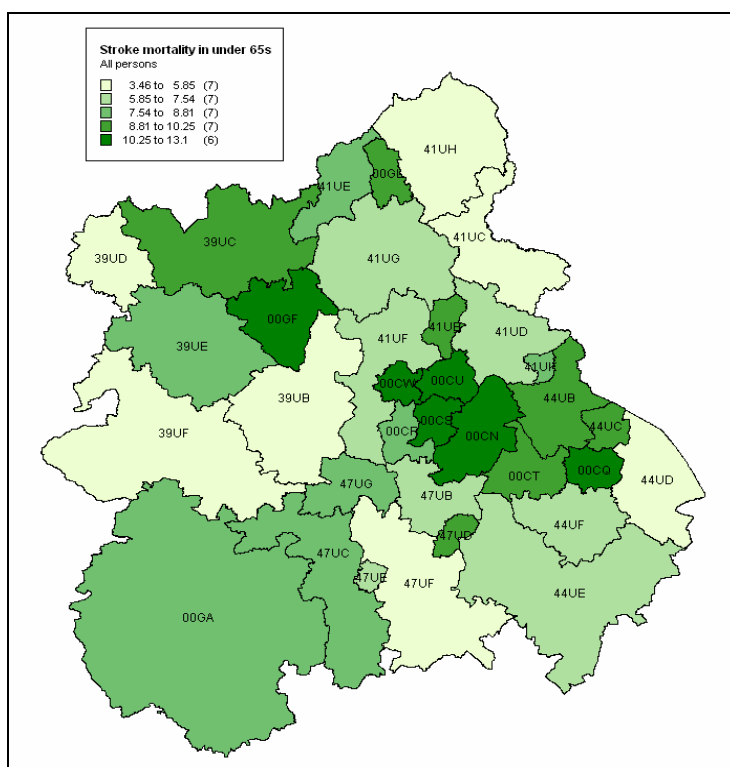 Stroke mortality in under 65s
All persons
3.46 to 5.85 (7)
5.85 to 7.54 (7)
7.54 to 8.81 (7)
8.81 to 10.25 (7)
10.25 to 13.1 (6)
41UH
41UE
00GL
41UC
39UC
39UD
41UG
00GF
41UF
41UB
41UD
39UE
41UK
00CW
00CU
44UB
39UB
00CS
44UC
00CN
39UF
00CR
00CT
00CQ
44UD
47UG
47UB
44UF
47UD
47UC
47UE
47UF
44UE
00GA